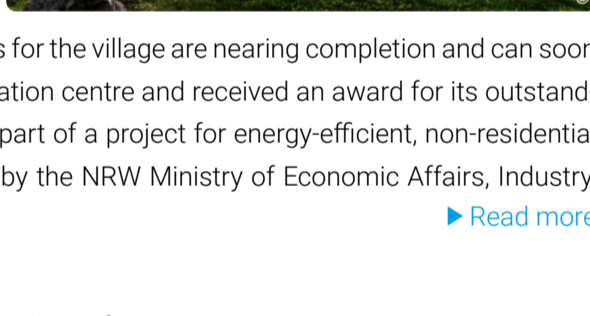 for the village are nearing completion and can soon
ation centre and received an award for its outstand-
part of a project for energy-efficient, non-residentia
by the NRW Ministry of Economic Affairs, Industry
▶ Read more